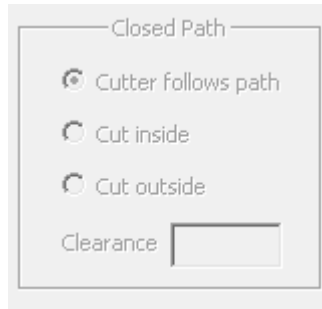 Closed Path
Cutter follows path
Cut inside
Cut outside
Clearance